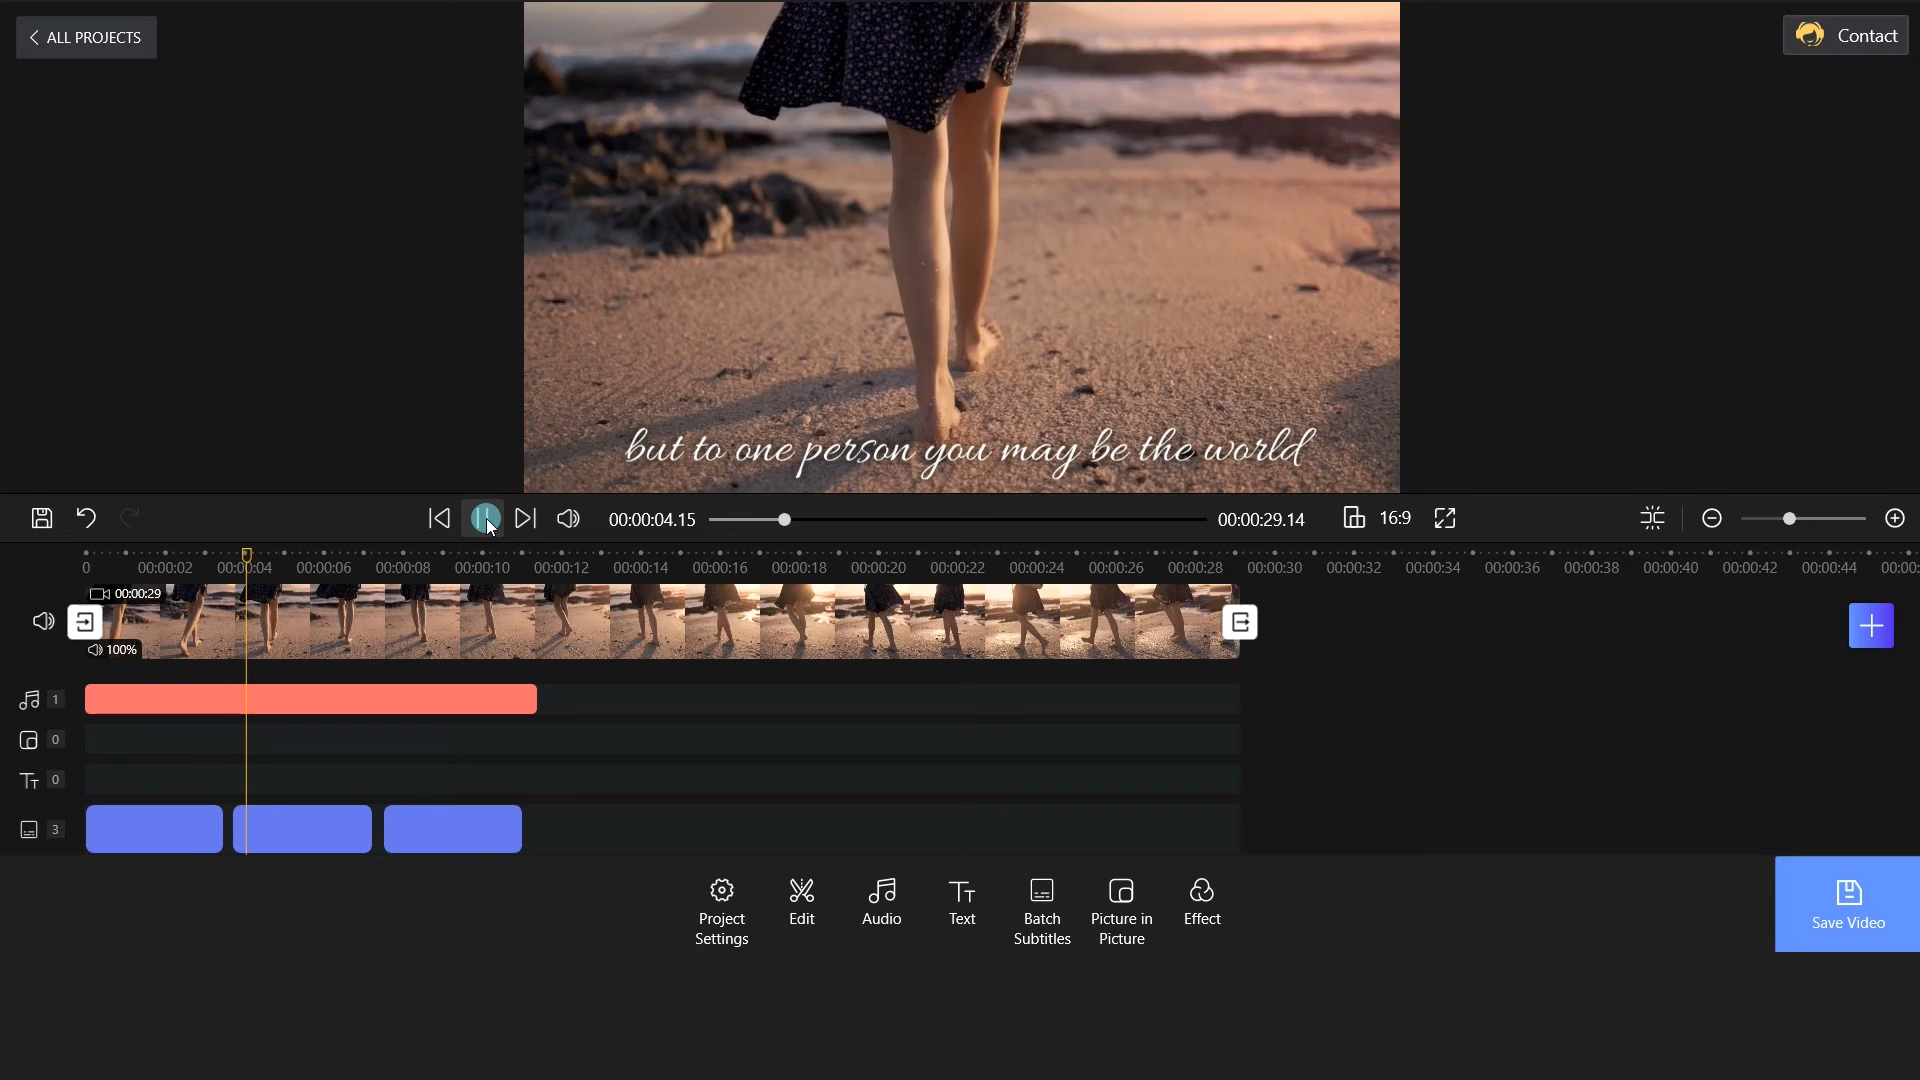 ALL PROJECTS
Contact
but to one person you may be the world
00:00:04.15
00:00:29.14
16:9
0 00:00:02 00:00:04 00:00:06 00:00:08 00:00:10 00:00:12 00:00:14 00:00:16 00:00:18 00:00:20 00:00:22 00:00:24 00:00:26 00:00:28 00:00:30 00:00:32 00:00:34 00:00:36 00:00:38 00:00:40 00:00:42 00:00:44 00:00:
00:00:29
100%
1
0
0
3
Project
Settings
Edit
Audio
Text
Batch
Subtitles
Picture in
Picture
Effect
Save Video